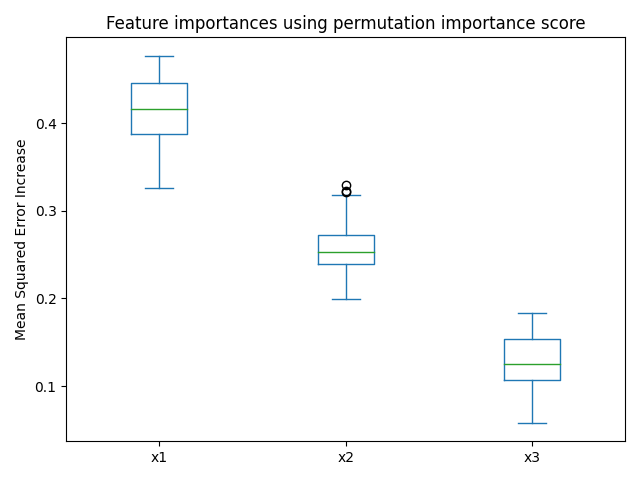 Feature importances using permutation importance score
Mean Squared Error Increase
0.4
0.3
0.2
0.1
x1 x2 x3